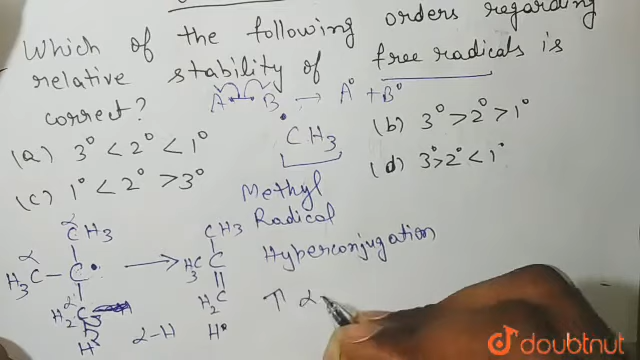 Which of the following orders regarding
relative stability of free radicals is
correct?
A° B° → A° + B°
(a) 3° < 2° < 1°
(b) 3° > 2° > 1°
(c) 1° < 2° > 3°
(d) 3° > 2° < 1°
•CH3
Methyl
Radical
Hyperconjugation
α
CH3
α
H3C – C• →
α
H2C – H
H
α-H
CH3
H3C C
H2C
H•
↑ α
doubtnut